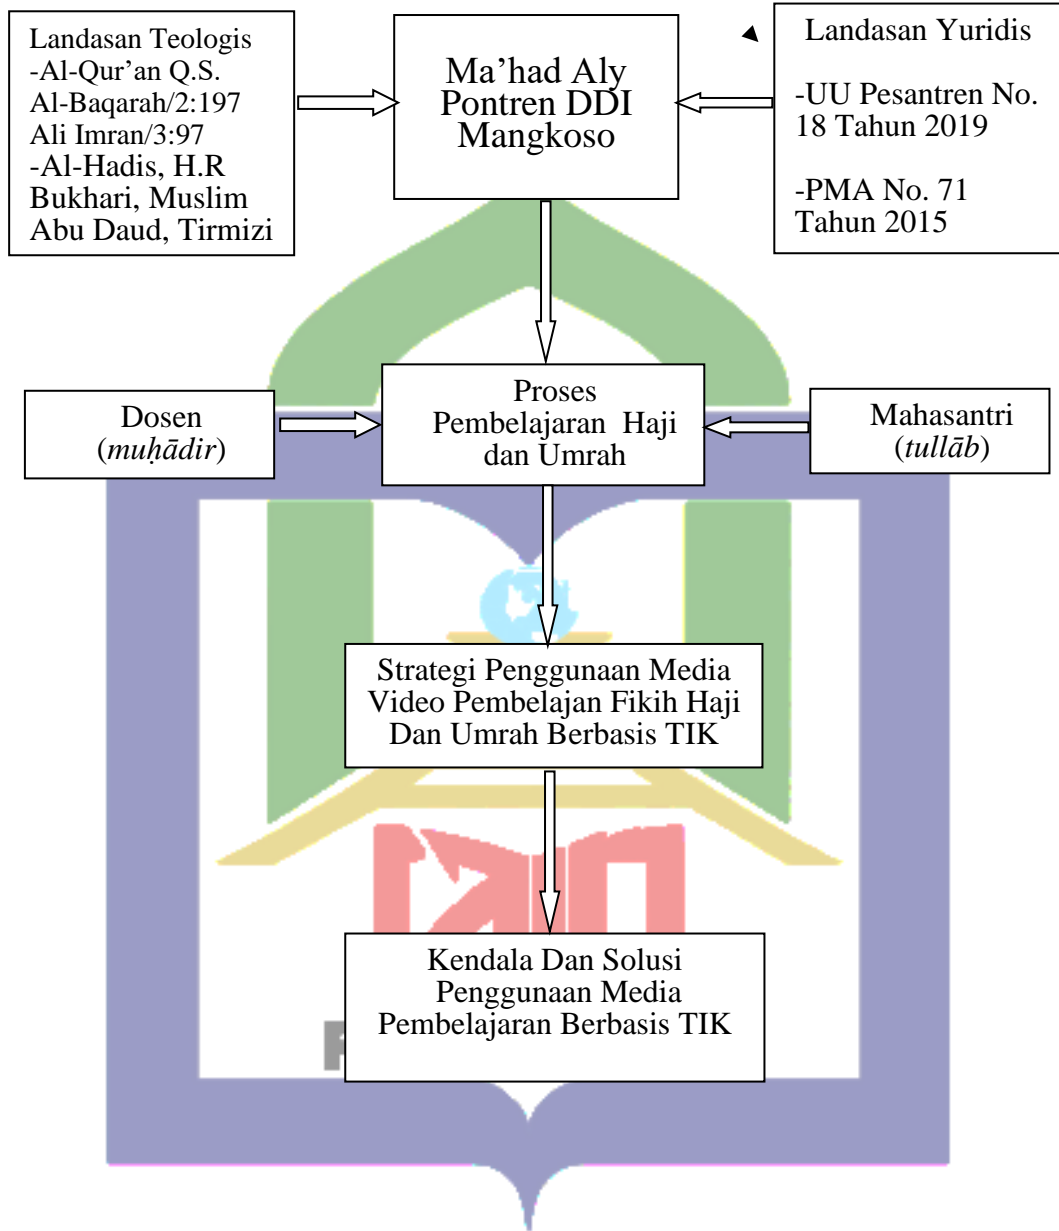 Landasan Teologis
-Al-Qur’an Q.S.
Al-Baqarah/2:197
Ali Imran/3:97
-Al-Hadis, H.R
Bukhari, Muslim
Abu Daud, Tirmizi
Ma’had Aly
Pontren DDI
Mangkoso
Landasan Yuridis
-UU Pesantren No.
18 Tahun 2019
-PMA No. 71
Tahun 2015
Dosen
(muḥādir)
Proses
Pembelajaran Haji
dan Umrah
Mahasantri
(tullāb)
Strategi Penggunaan Media
Video Pembelajan Fikih Haji
Dan Umrah Berbasis TIK
Kendala Dan Solusi
Penggunaan Media
Pembelajaran Berbasis TIK